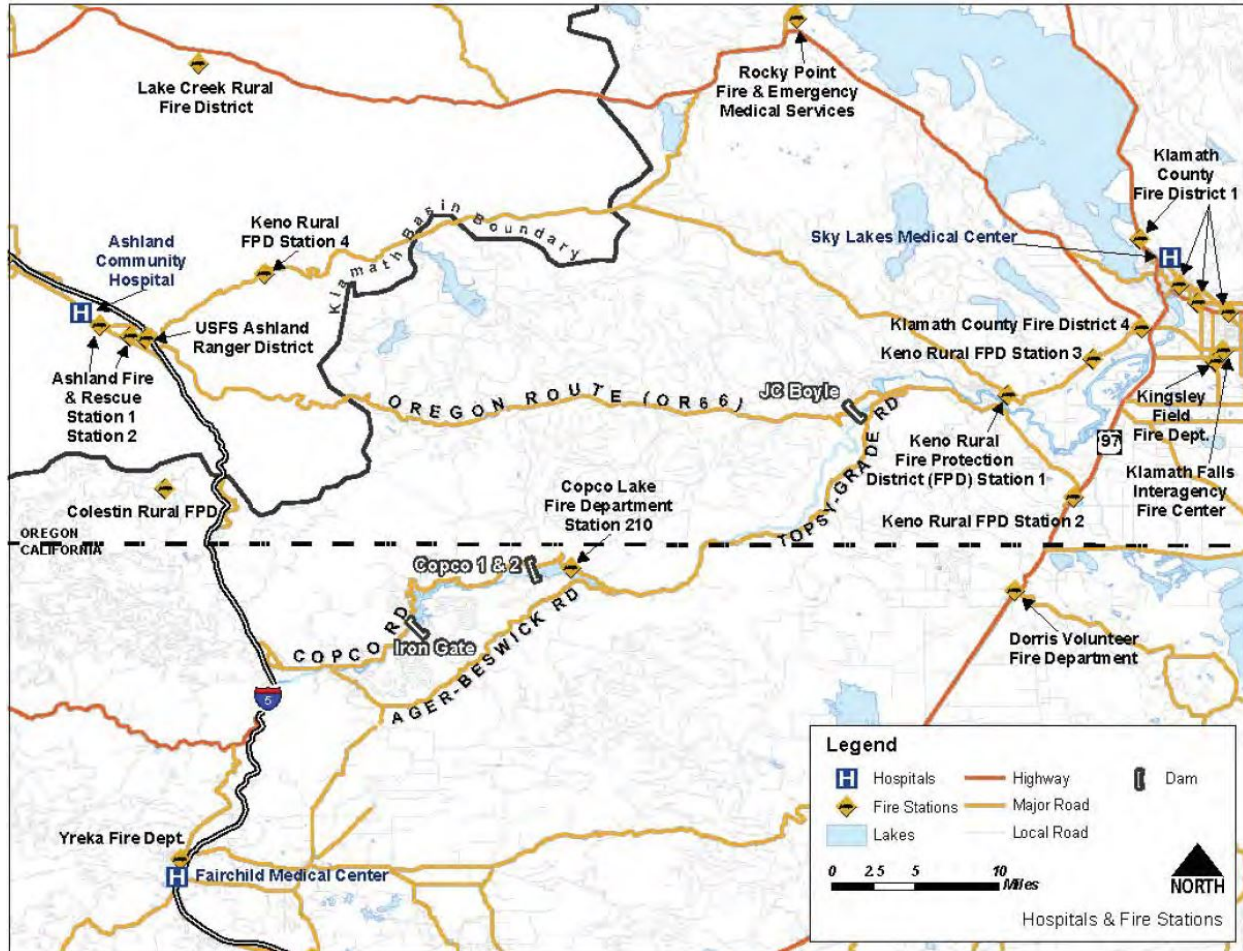 Lake Creek Rural
Fire District
Rocky Point
Fire & Emergency
Medical Services
Klamath
County
Fire District 1
Keno Rural
FPD Station 4
Klamath Basin Boundary
Sky Lakes Medical Center
Ashland
Community
Hospital
USFS Ashland
Ranger District
Klamath County Fire District 4
Keno Rural FPD Station 3
Ashland Fire
& Rescue
Station 1
Station 2
OREGON ROUTE (OR66)
JC Boyle
Kingsley
Field
Fire Dept.
97
Keno Rural
Fire Protection
District (FPD) Station 1
Klamath Falls
Interagency
Fire Center
TOPSY-GRADE RD
Colestin Rural FPD
Copco Lake
Fire Department
Station 210
Keno Rural FPD Station 2
OREGON
CALIFORNIA
Copco 1 & 2
COPCO RD
Iron Gate
AGER-BESWICK RD
Dorris Volunteer
Fire Department
5
Yreka Fire Dept.
H Fairchild Medical Center
H
H
Legend
H Hospitals
Fire Stations
Lakes
Highway
Major Road
Local Road
Dam
0 2.5 5 10
Miles
NORTH
Hospitals & Fire Stations